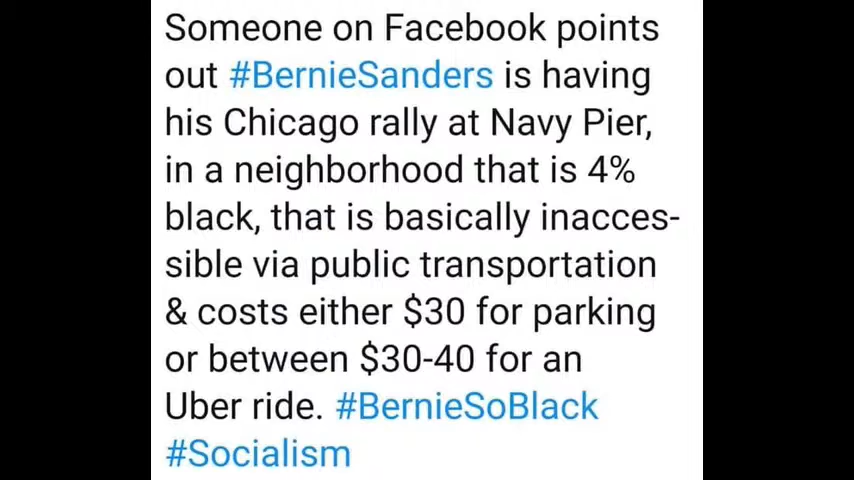 Someone on Facebook points
out #BernieSanders is having
his Chicago rally at Navy Pier,
in a neighborhood that is 4%
black, that is basically inacces-
sible via public transportation
& costs either $30 for parking
or between $30-40 for an
Uber ride. #BernieSoBlack
#Socialism